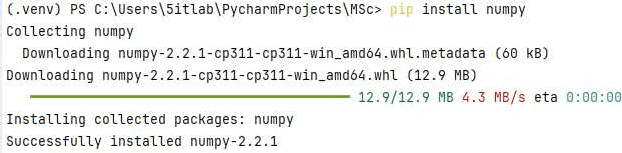 (.venv) PS C:\Users\5itlab\PycharmProjects\MSc> pip install numpy
Collecting numpy
  Downloading numpy-2.2.1-cp311-cp311-win_amd64.whl.metadata (60 kB)
Downloading numpy-2.2.1-cp311-cp311-win_amd64.whl (12.9 MB)
12.9/12.9 MB 4.3 MB/s eta 0:00:00
Installing collected packages: numpy
Successfully installed numpy-2.2.1